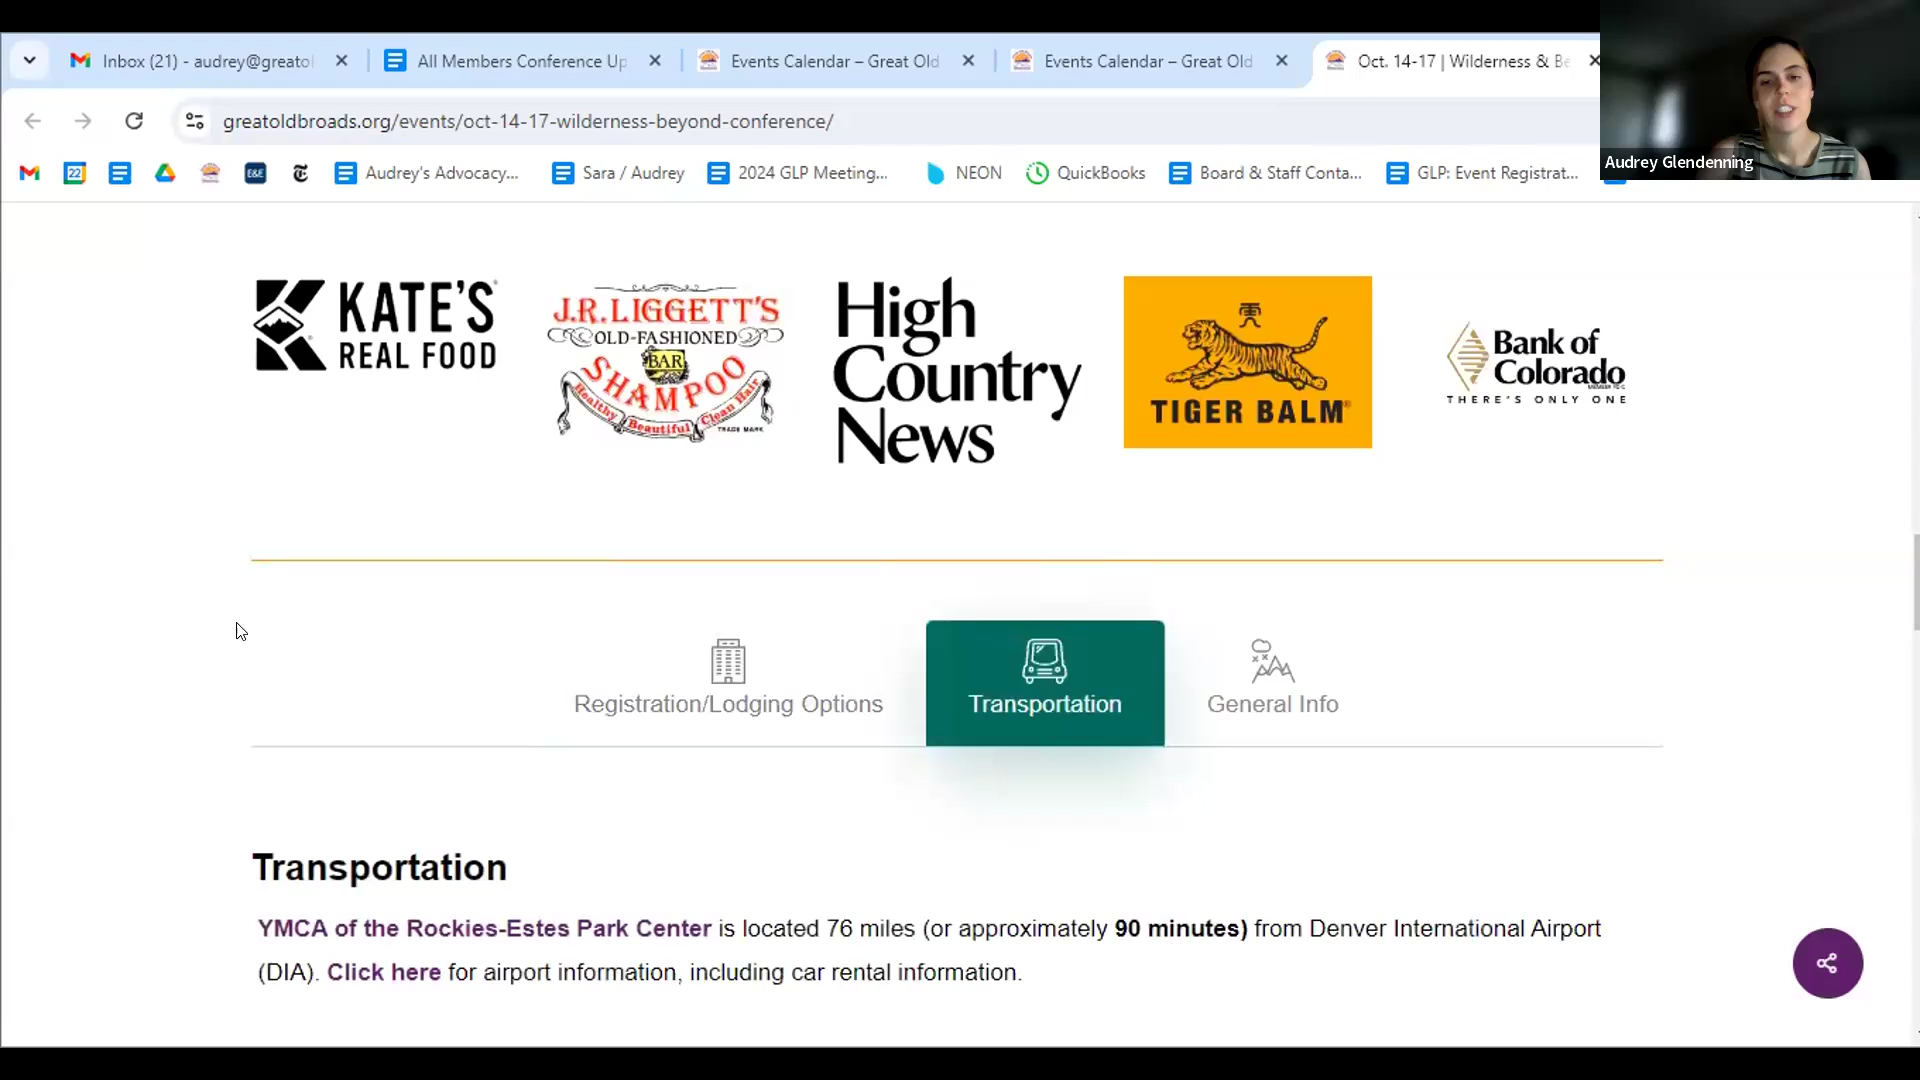 Inbox (21) - audrey@greatol
All Members Conference Up
Events Calendar – Great Old
Events Calendar – Great Old
Oct. 14-17 | Wilderness & Be
greatoldbroads.org/events/oct-14-17-wilderness-beyond-conference/
Audrey Glendenning
22
E&E
Audrey's Advocacy...
Sara / Audrey
2024 GLP Meeting...
NEON
QuickBooks
Board & Staff Conta...
GLP: Event Registrat...
KATE'S
REAL FOOD
J.R.LIGGETT'S
OLD-FASHIONED
BAR
SHAMPOO
Healthy Beautiful Clean Hair
TRADE MARK
High
Country
News
TIGER BALM
Bank of
Colorado
THERE'S ONLY ONE
Registration/Lodging Options
Transportation
General Info
Transportation
YMCA of the Rockies-Estes Park Center is located 76 miles (or approximately 90 minutes) from Denver International Airport
(DIA). Click here for airport information, including car rental information.